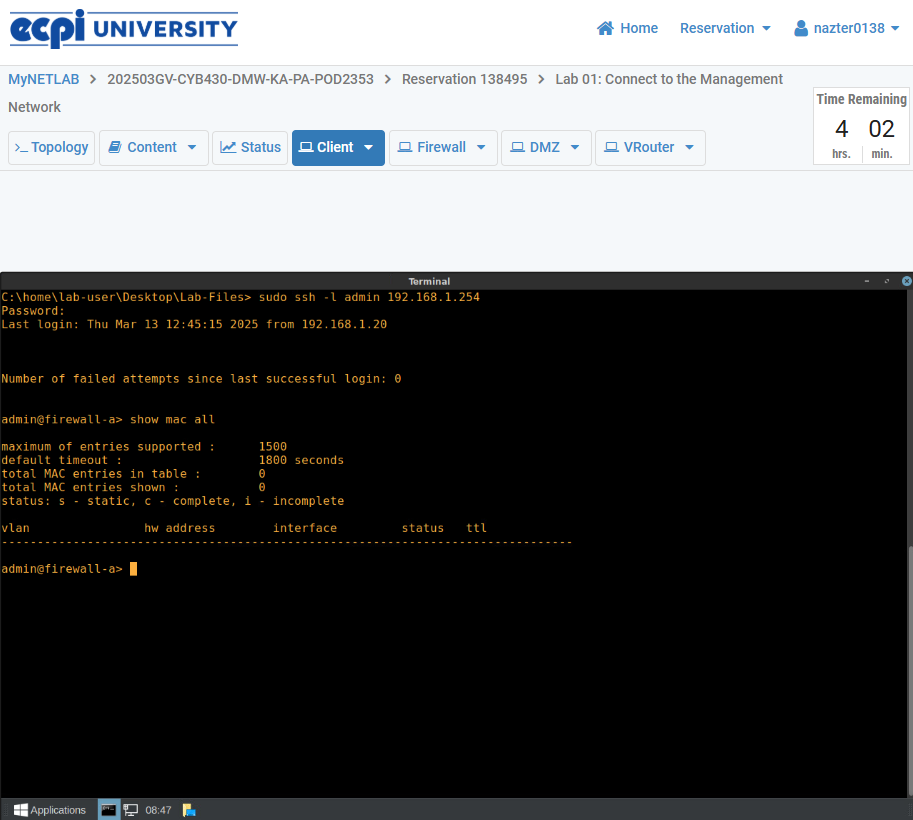 ecpi UNIVERSITY
Home Reservation nazter0138
MyNETLAB > 202503GV-CYB430-DMW-KA-PA-POD2353 > Reservation 138495 > Lab 01: Connect to the Management
Network
Time Remaining
4 02
hrs. min.
>_ Topology Content Status Client Firewall DMZ VRouter
Terminal
C:\home\lab-user\Desktop\Lab-Files> sudo ssh -l admin 192.168.1.254
Password:
Last login: Thu Mar 13 12:45:15 2025 from 192.168.1.20
Number of failed attempts since last successful login: 0
admin@firewall-a> show mac all
maximum of entries supported :      1500
default timeout :                   1800 seconds
total MAC entries in table :        0
total MAC entries shown :           0
status: s - static, c - complete, i - incomplete
vlan                hw address        interface         status   ttl
--------------------------------------------------------------------------------
admin@firewall-a>
Applications 08:47